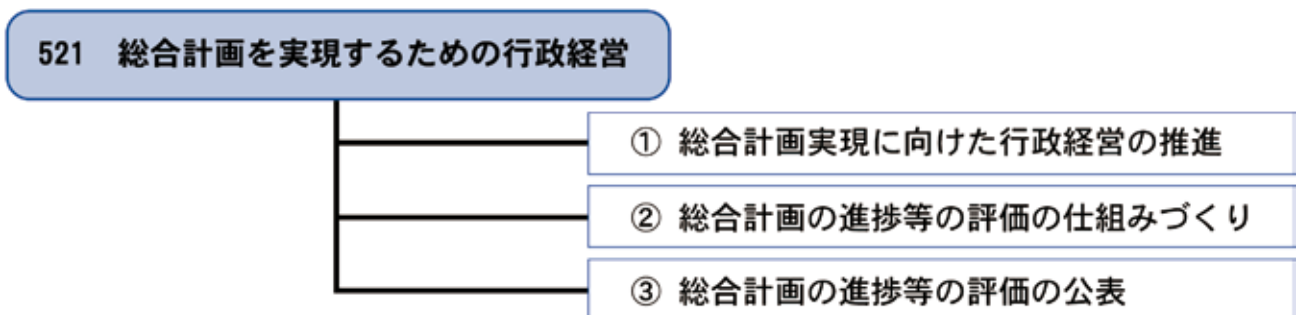 521 総合計画を実現するための行政経営
① 総合計画実現に向けた行政経営の推進
② 総合計画の進捗等の評価の仕組みづくり
③ 総合計画の進捗等の評価の公表